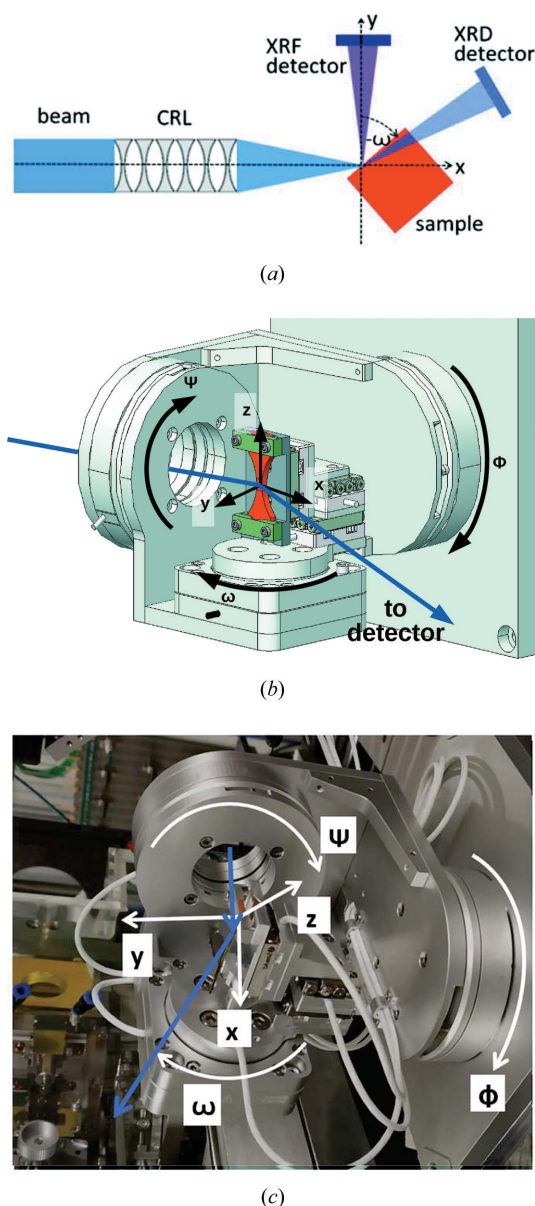 y
XRF
detector
XRD
detector
beam
CRL
-ω
x
sample
(a)
Ψ
z
y
x
Φ
ω
to
detector
(b)
Ψ
z
y
x
ω
Φ
(c)